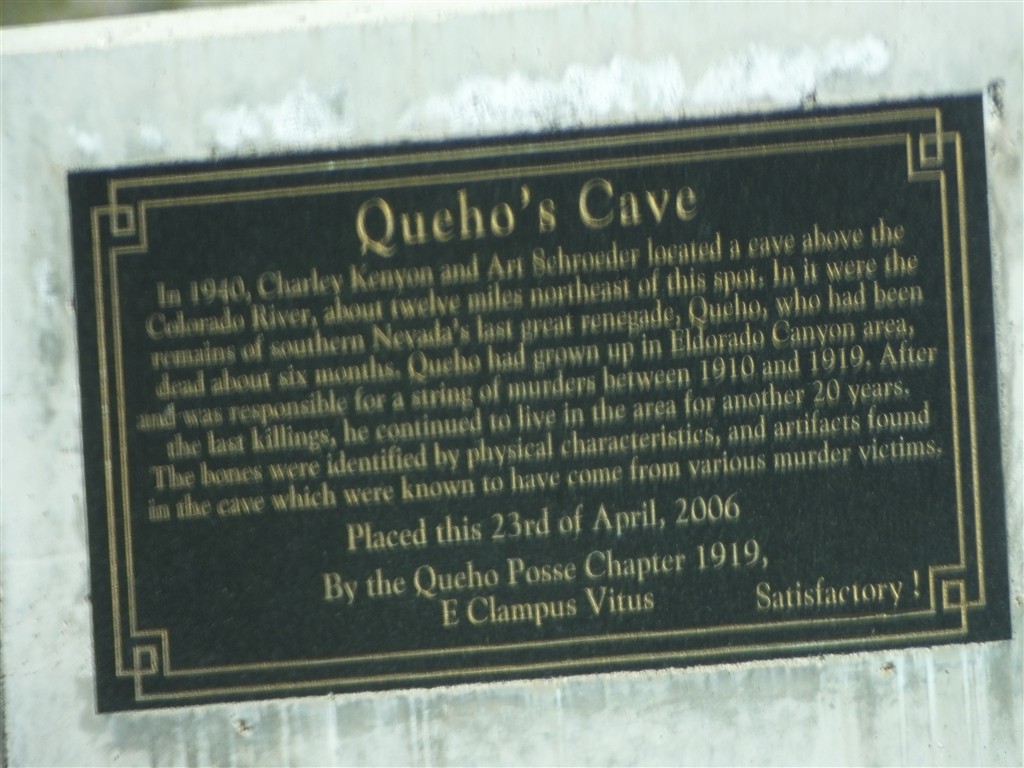 Queho's Cave
In 1940, Charley Kenyon and Art Schroeder located a cave above the
Colorado River, about twelve miles northeast of this spot. In it were the
remains of southern Nevada's last great renegade, Queho, who had been
dead about six months. Queho had grown up in Eldorado Canyon area,
and was responsible for a string of murders between 1910 and 1919. After
the last killings, he continued to live in the area for another 20 years.
The bones were identified by physical characteristics, and artifacts found
in the cave which were known to have come from various murder victims.
Placed this 23rd of April, 2006
By the Queho Posse Chapter 1919,
E Clampus Vitus Satisfactory !